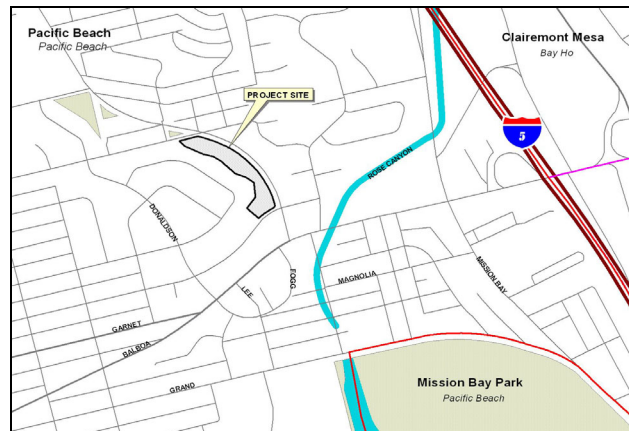 Pacific Beach
Pacific Beach
Clairemont Mesa
Bay Ho
PROJECT SITE
5
ROSE CANYON
DONALDSON
MISSION BAY
FOGG
MAGNOLIA
LEE
GARNET
BALBOA
GRAND
Mission Bay Park
Pacific Beach